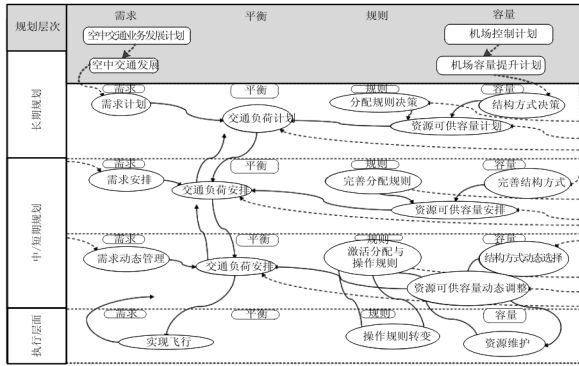 规划层次
需求
平衡
规则
容量
空中交通业务发展计划
机场控制计划
空中交通发展
机场容量提升计划
长期规划
需求
平衡
规则
容量
需求计划
交通负荷计划
分配规则决策
结构方式决策
资源可供容量计划
中/短期规划
需求
平衡
规则
容量
需求安排
交通负荷安排
完善分配规则
完善结构方式
资源可供容量安排
需求
平衡
规则
容量
需求动态管理
交通负荷安排
激活分配与
操作规则
结构方式动态选择
资源可供容量动态调整
执行层面
需求
平衡
规则
容量
实现飞行
操作规则转变
资源维护